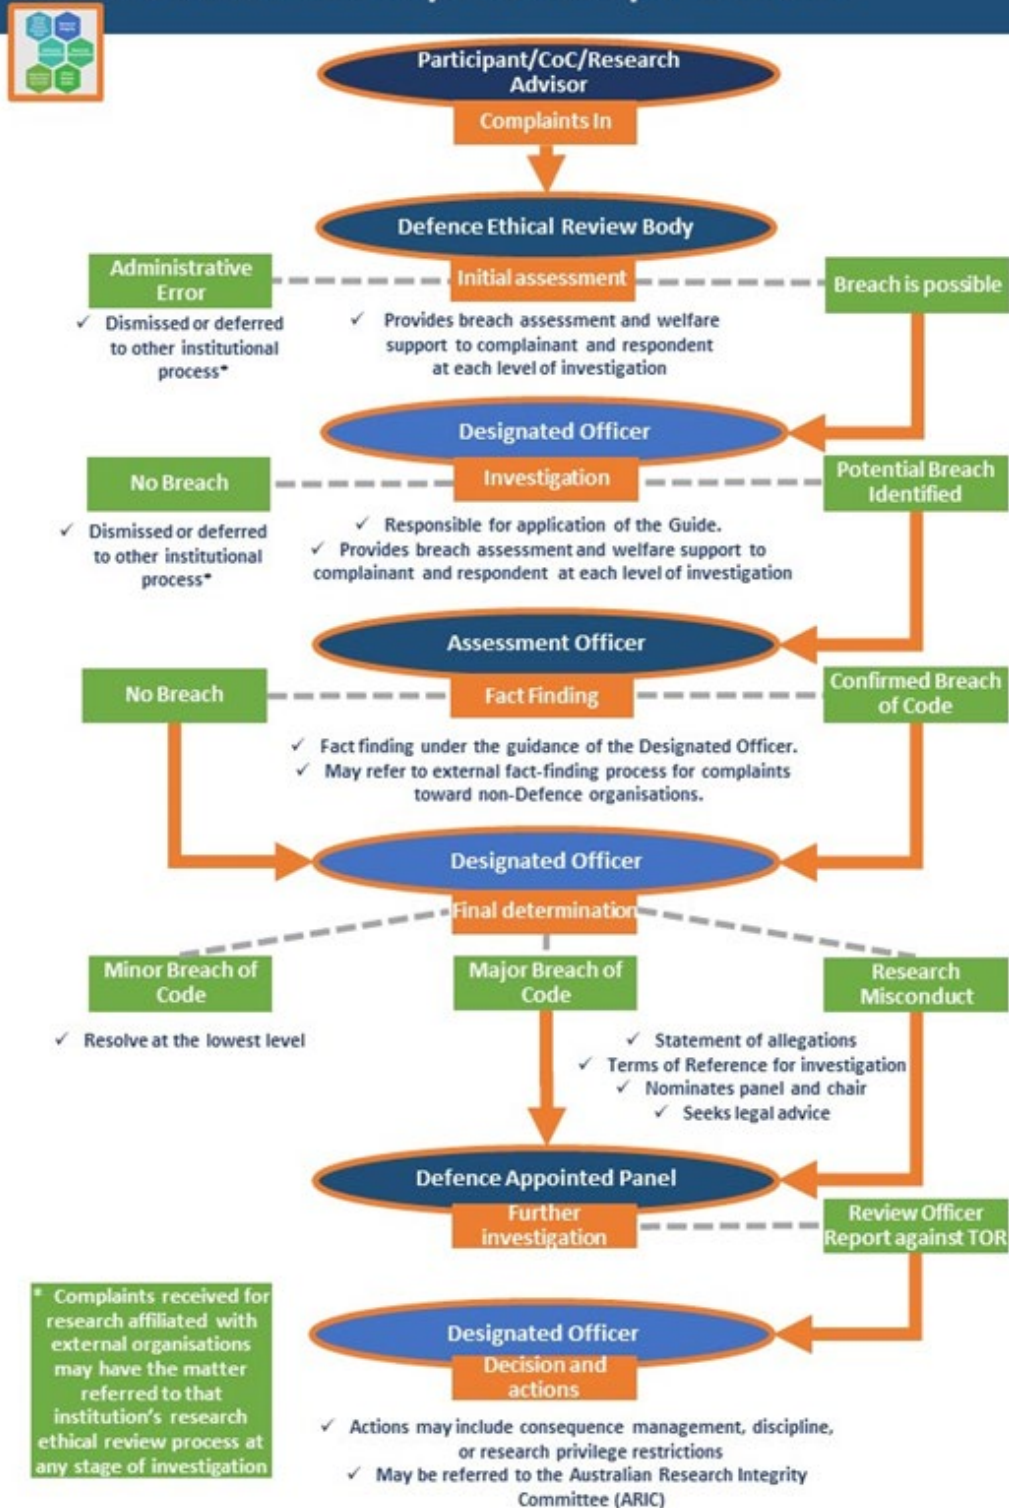 Participant/CoC/Research
Advisor
Complaints In
Defence Ethical Review Body
Administrative
Error
Initial assessment
Breach is possible
✓ Dismissed or deferred
to other institutional
process*
✓ Provides breach assessment and welfare
support to complainant and respondent
at each level of investigation
Designated Officer
No Breach
Investigation
Potential Breach
Identified
✓ Dismissed or deferred
to other institutional
process*
✓ Responsible for application of the Guide.
✓ Provides breach assessment and welfare support to
complainant and respondent at each level of investigation
Assessment Officer
No Breach
Fact Finding
Confirmed Breach
of Code
✓ Fact finding under the guidance of the Designated Officer.
✓ May refer to external fact-finding process for complaints
toward non-Defence organisations.
Designated Officer
Final determination
Minor Breach of
Code
Major Breach of
Code
Research
Misconduct
✓ Resolve at the lowest level
✓ Statement of allegations
✓ Terms of Reference for investigation
✓ Nominates panel and chair
✓ Seeks legal advice
Defence Appointed Panel
Further
investigation
Review Officer
Report against TOR
* Complaints received for
research affiliated with
external organisations
may have the matter
referred to that
institution's research
ethical review process at
any stage of investigation
Designated Officer
Decision and
actions
✓ Actions may include consequence management, discipline,
or research privilege restrictions
✓ May be referred to the Australian Research Integrity
Committee (ARIC)